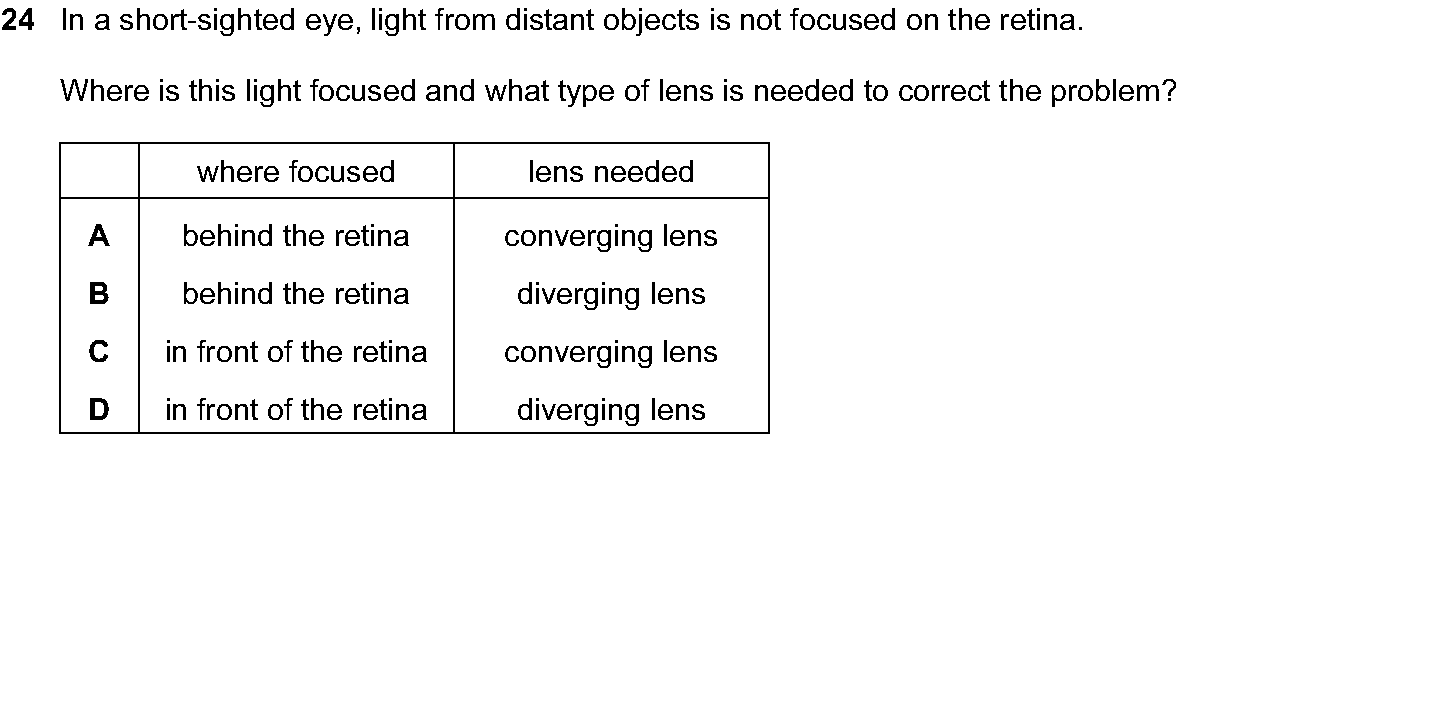 24 In a short-sighted eye, light from distant objects is not focused on the retina.
Where is this light focused and what type of lens is needed to correct the problem?
where focused lens needed
A behind the retina converging lens
B behind the retina diverging lens
C in front of the retina converging lens
D in front of the retina diverging lens